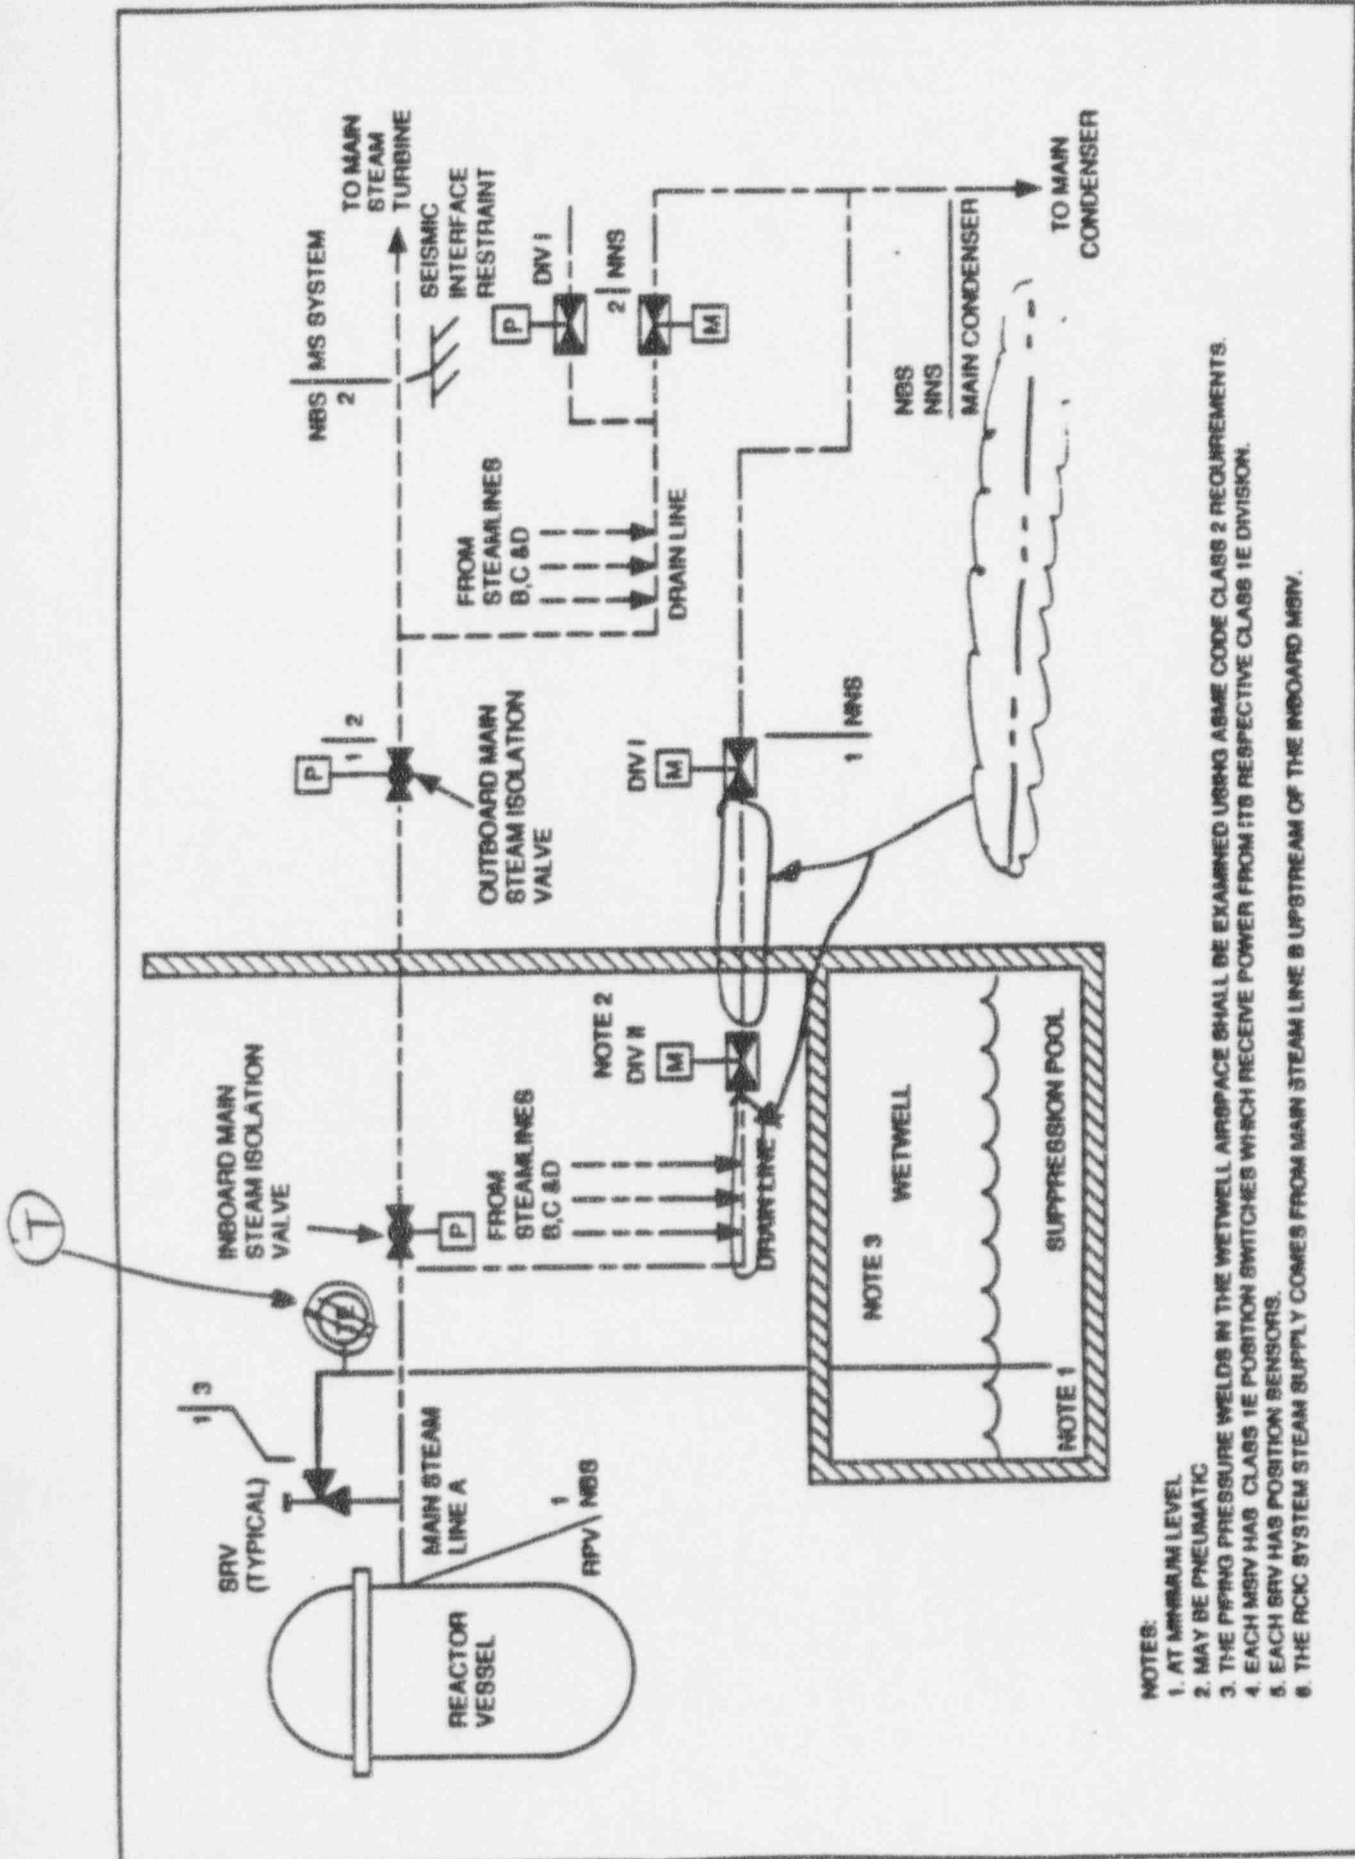 T
SRV
(TYPICAL)
1 3
TE
INBOARD MAIN
STEAM ISOLATION
VALVE
P
1 2
P
OUTBOARD MAIN
STEAM ISOLATION
VALVE
NBS MS SYSTEM
2
TO MAIN
STEAM
TURBINE
SEISMIC
INTERFACE
RESTRAINT
REACTOR
VESSEL
MAIN STEAM
LINE A
1
RPV NBS
FROM
STEAMLINES
B,C &D
DRAIN LINE
NOTE 2
DIV II
M
DIV I
M
1 NNS
FROM
STEAMLINES
B,C &D
DRAIN LINE
P
DIV I
2 NNS
M
NOTE 3
WETWELL
NOTE 1
SUPPRESSION POOL
NBS
NNS
MAIN CONDENSER
TO MAIN
CONDENSER
NOTES:
1. AT MINIMUM LEVEL
2. MAY BE PNEUMATIC
3. THE PIPING PRESSURE WELDS IN THE WETWELL AIRSPACE SHALL BE EXAMINED USING ASME CODE CLASS 2 REQUIREMENTS.
4. EACH MSIV HAS CLASS 1E POSITION SWITCHES WHICH RECEIVE POWER FROM ITS RESPECTIVE CLASS 1E DIVISION.
5. EACH SRV HAS POSITION SENSORS.
6. THE RCIC SYSTEM STEAM SUPPLY COMES FROM MAIN STEAM LINE B UPSTREAM OF THE INBOARD MSIV.